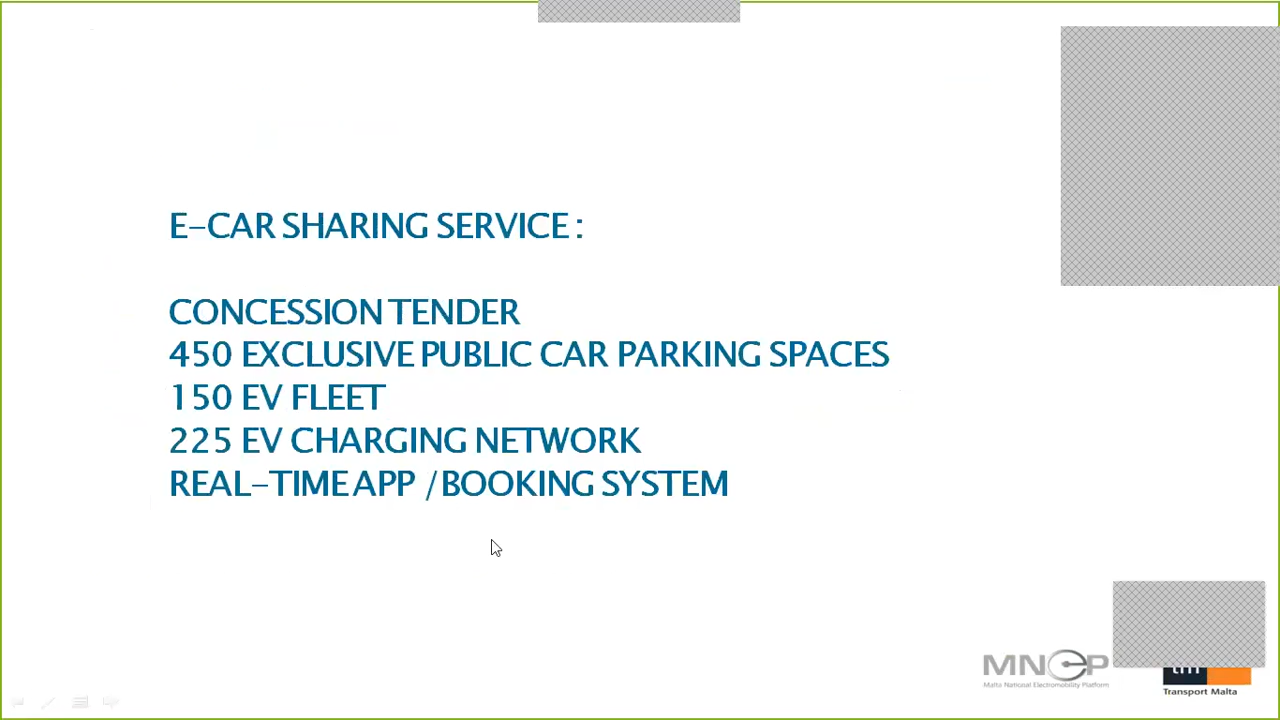 E-CAR SHARING SERVICE :
CONCESSION TENDER
450 EXCLUSIVE PUBLIC CAR PARKING SPACES
150 EV FLEET
225 EV CHARGING NETWORK
REAL-TIME APP / BOOKING SYSTEM
MNEP
Malta National Electromobility Platform
Transport Malta